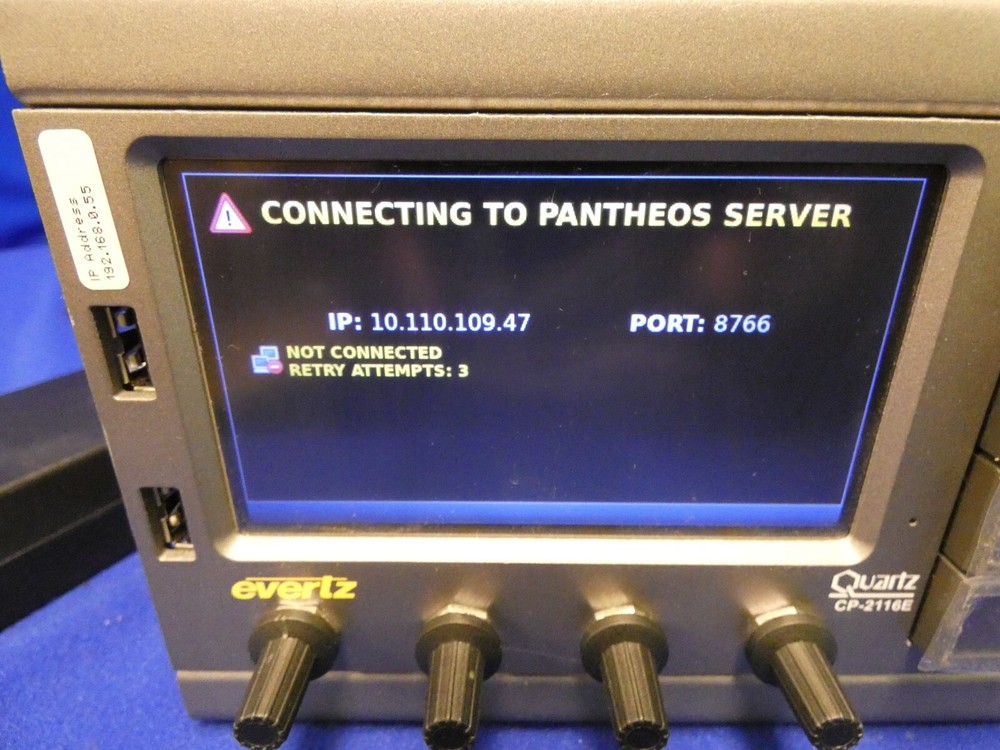 IP Address
192.168.0.55
CONNECTING TO PANTHEOS SERVER
IP: 10.110.109.47 PORT: 8766
NOT CONNECTED
RETRY ATTEMPTS: 3
evertz
Quartz
CP-2116E